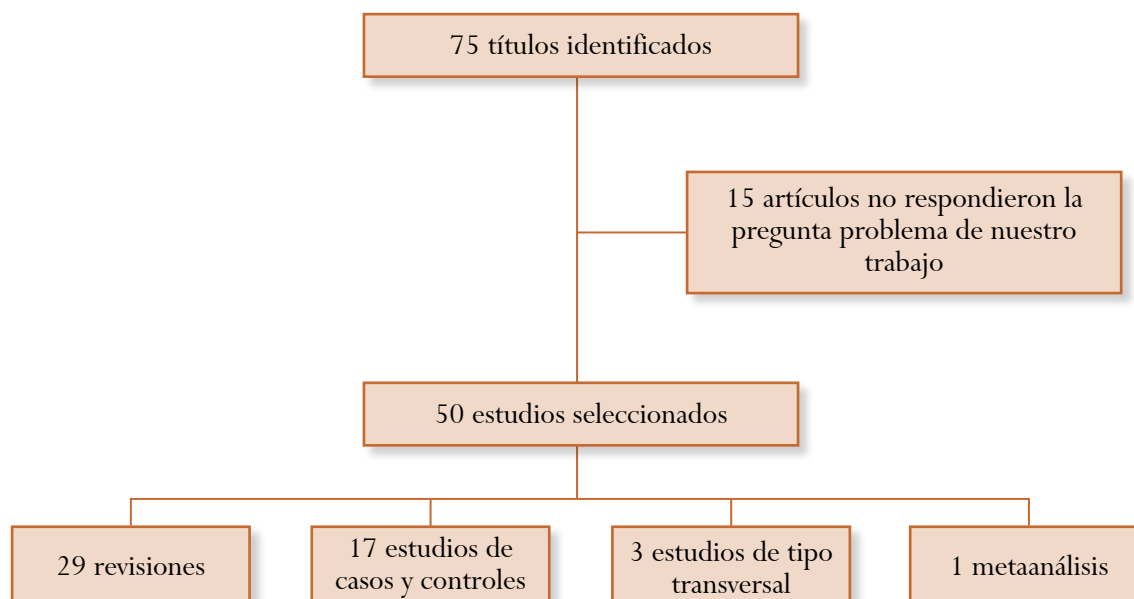 75 títulos identificados
15 artículos no respondieron la
pregunta problema de nuestro
trabajo
50 estudios seleccionados
29 revisiones
17 estudios de
casos y controles
3 estudios de tipo
transversal
1 metaanálisis